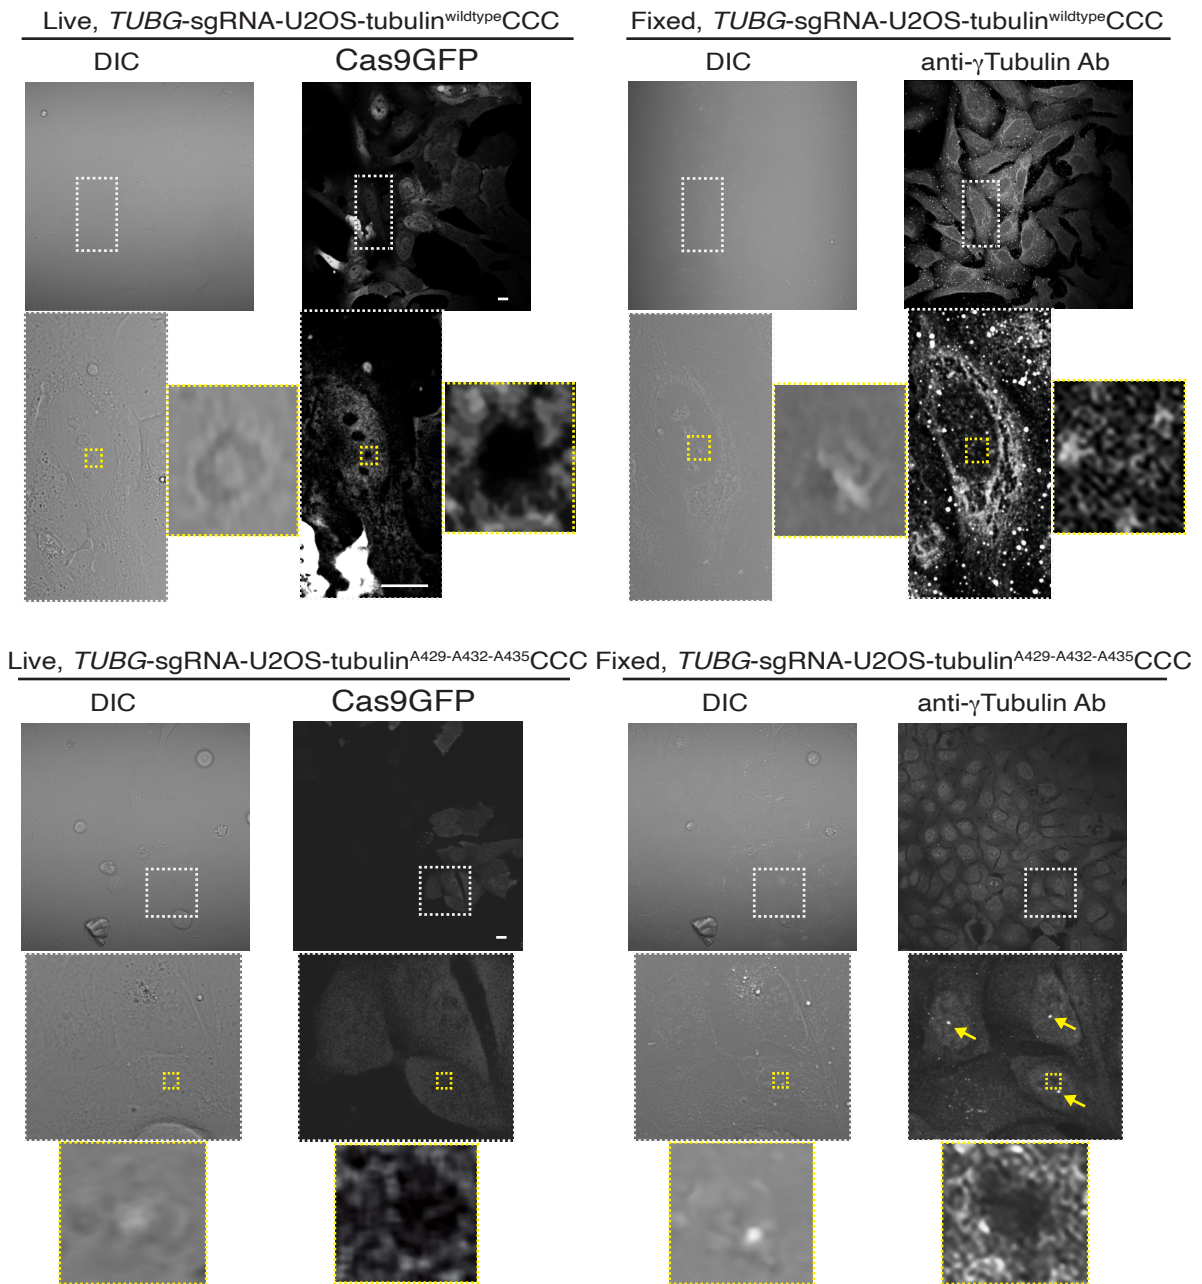 Live, TUBG-sgRNA-U2OS-tubulinwildtypeCCC
Fixed, TUBG-sgRNA-U2OS-tubulinwildtypeCCC
DIC
Cas9GFP
DIC
anti-γTubulin Ab
Live, TUBG-sgRNA-U2OS-tubulinA429-A432-A435CCC
Fixed, TUBG-sgRNA-U2OS-tubulinA429-A432-A435CCC
DIC
Cas9GFP
DIC
anti-γTubulin Ab